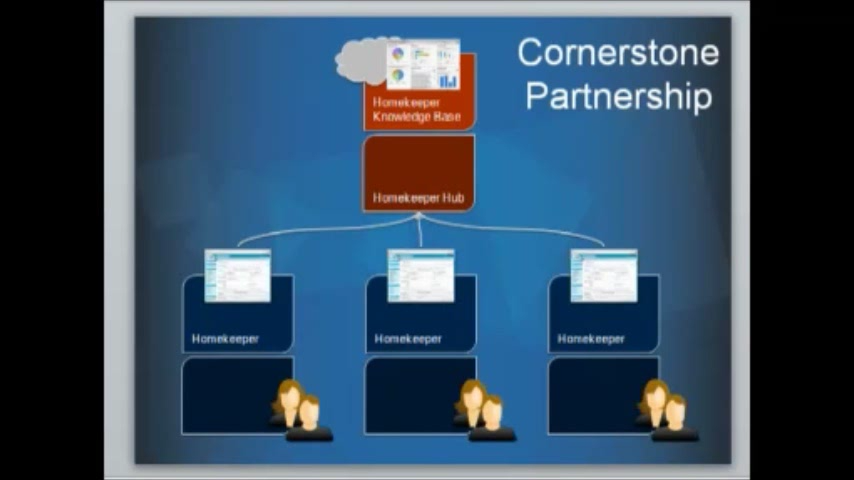 Cornerstone
Partnership
Homekeeper
Knowledge Base
Homekeeper Hub
Homekeeper
Homekeeper
Homekeeper